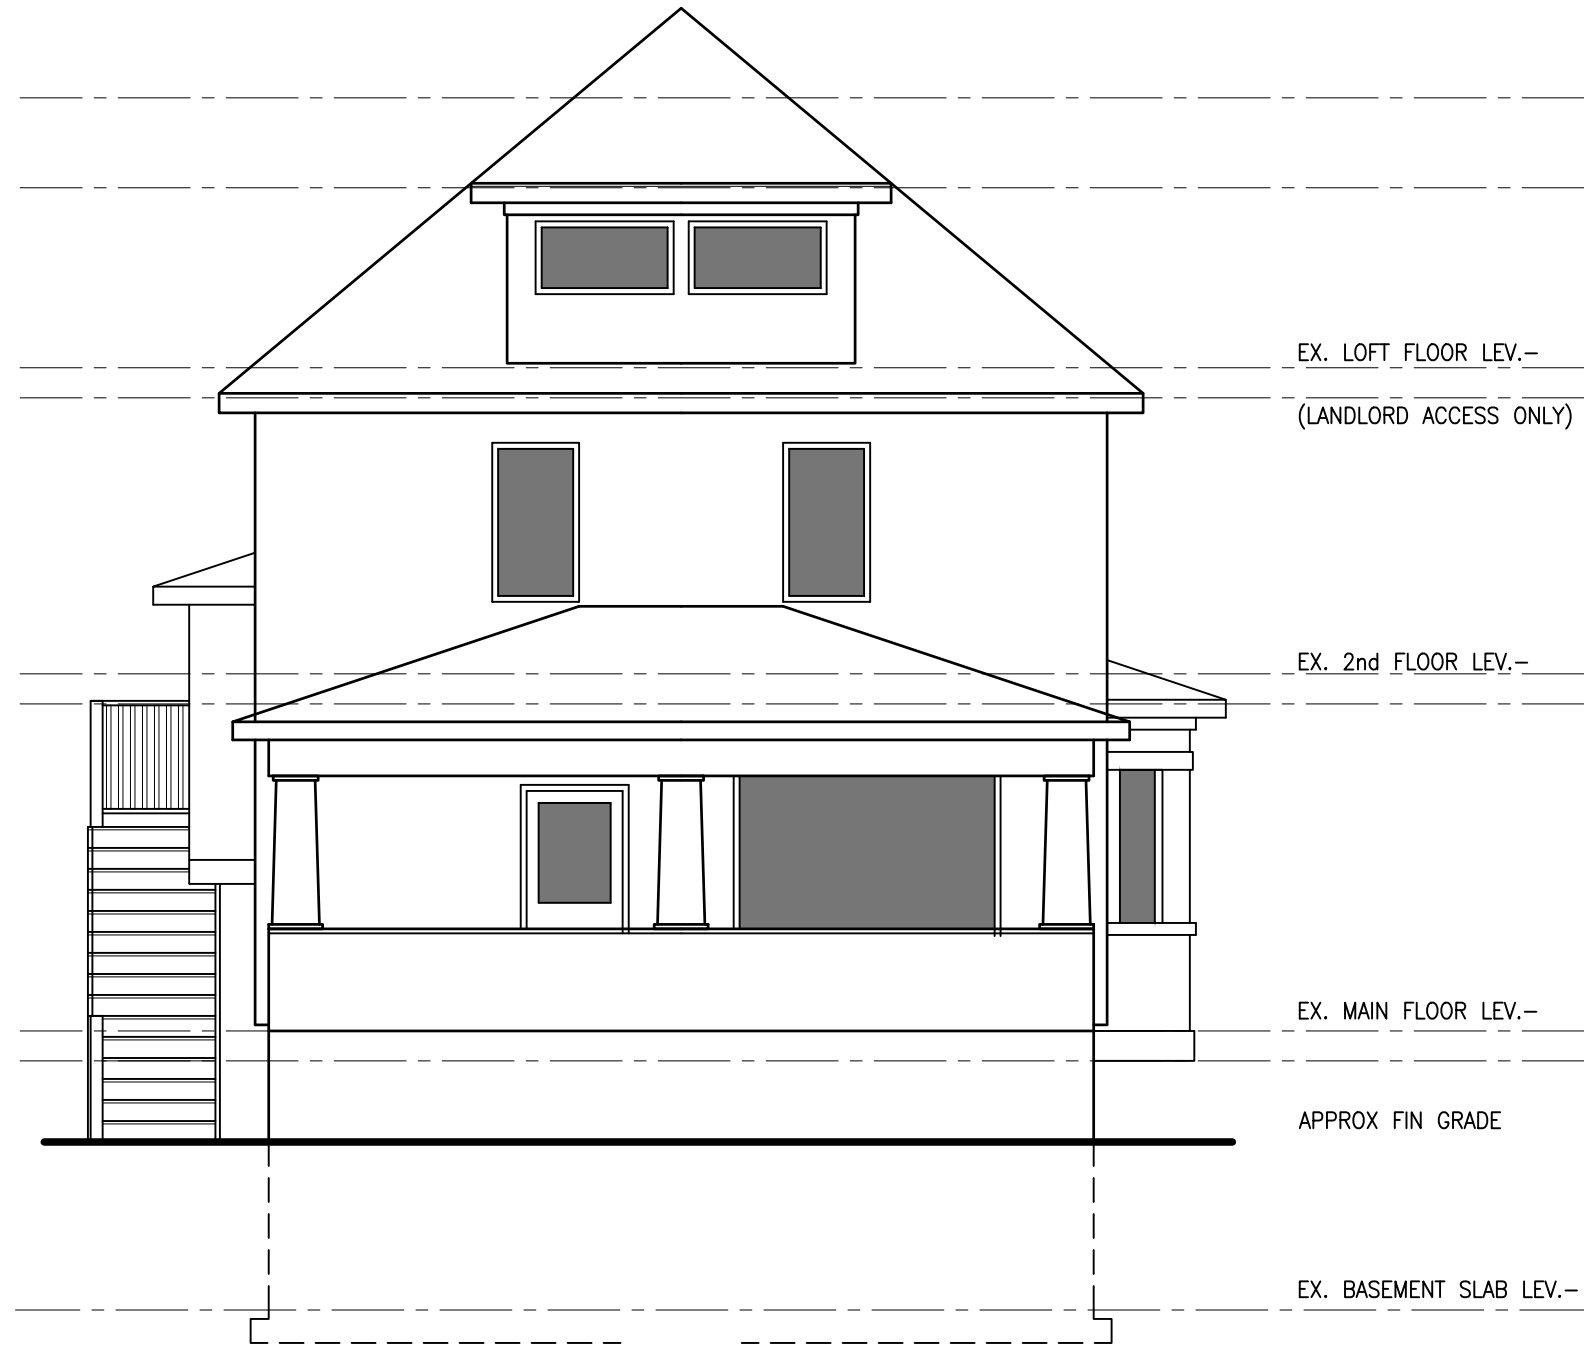 EX. LOFT FLOOR LEV.-
(LANDLORD ACCESS ONLY)
EX. 2nd FLOOR LEV.-
EX. MAIN FLOOR LEV.-
APPROX FIN GRADE
EX. BASEMENT SLAB LEV.-